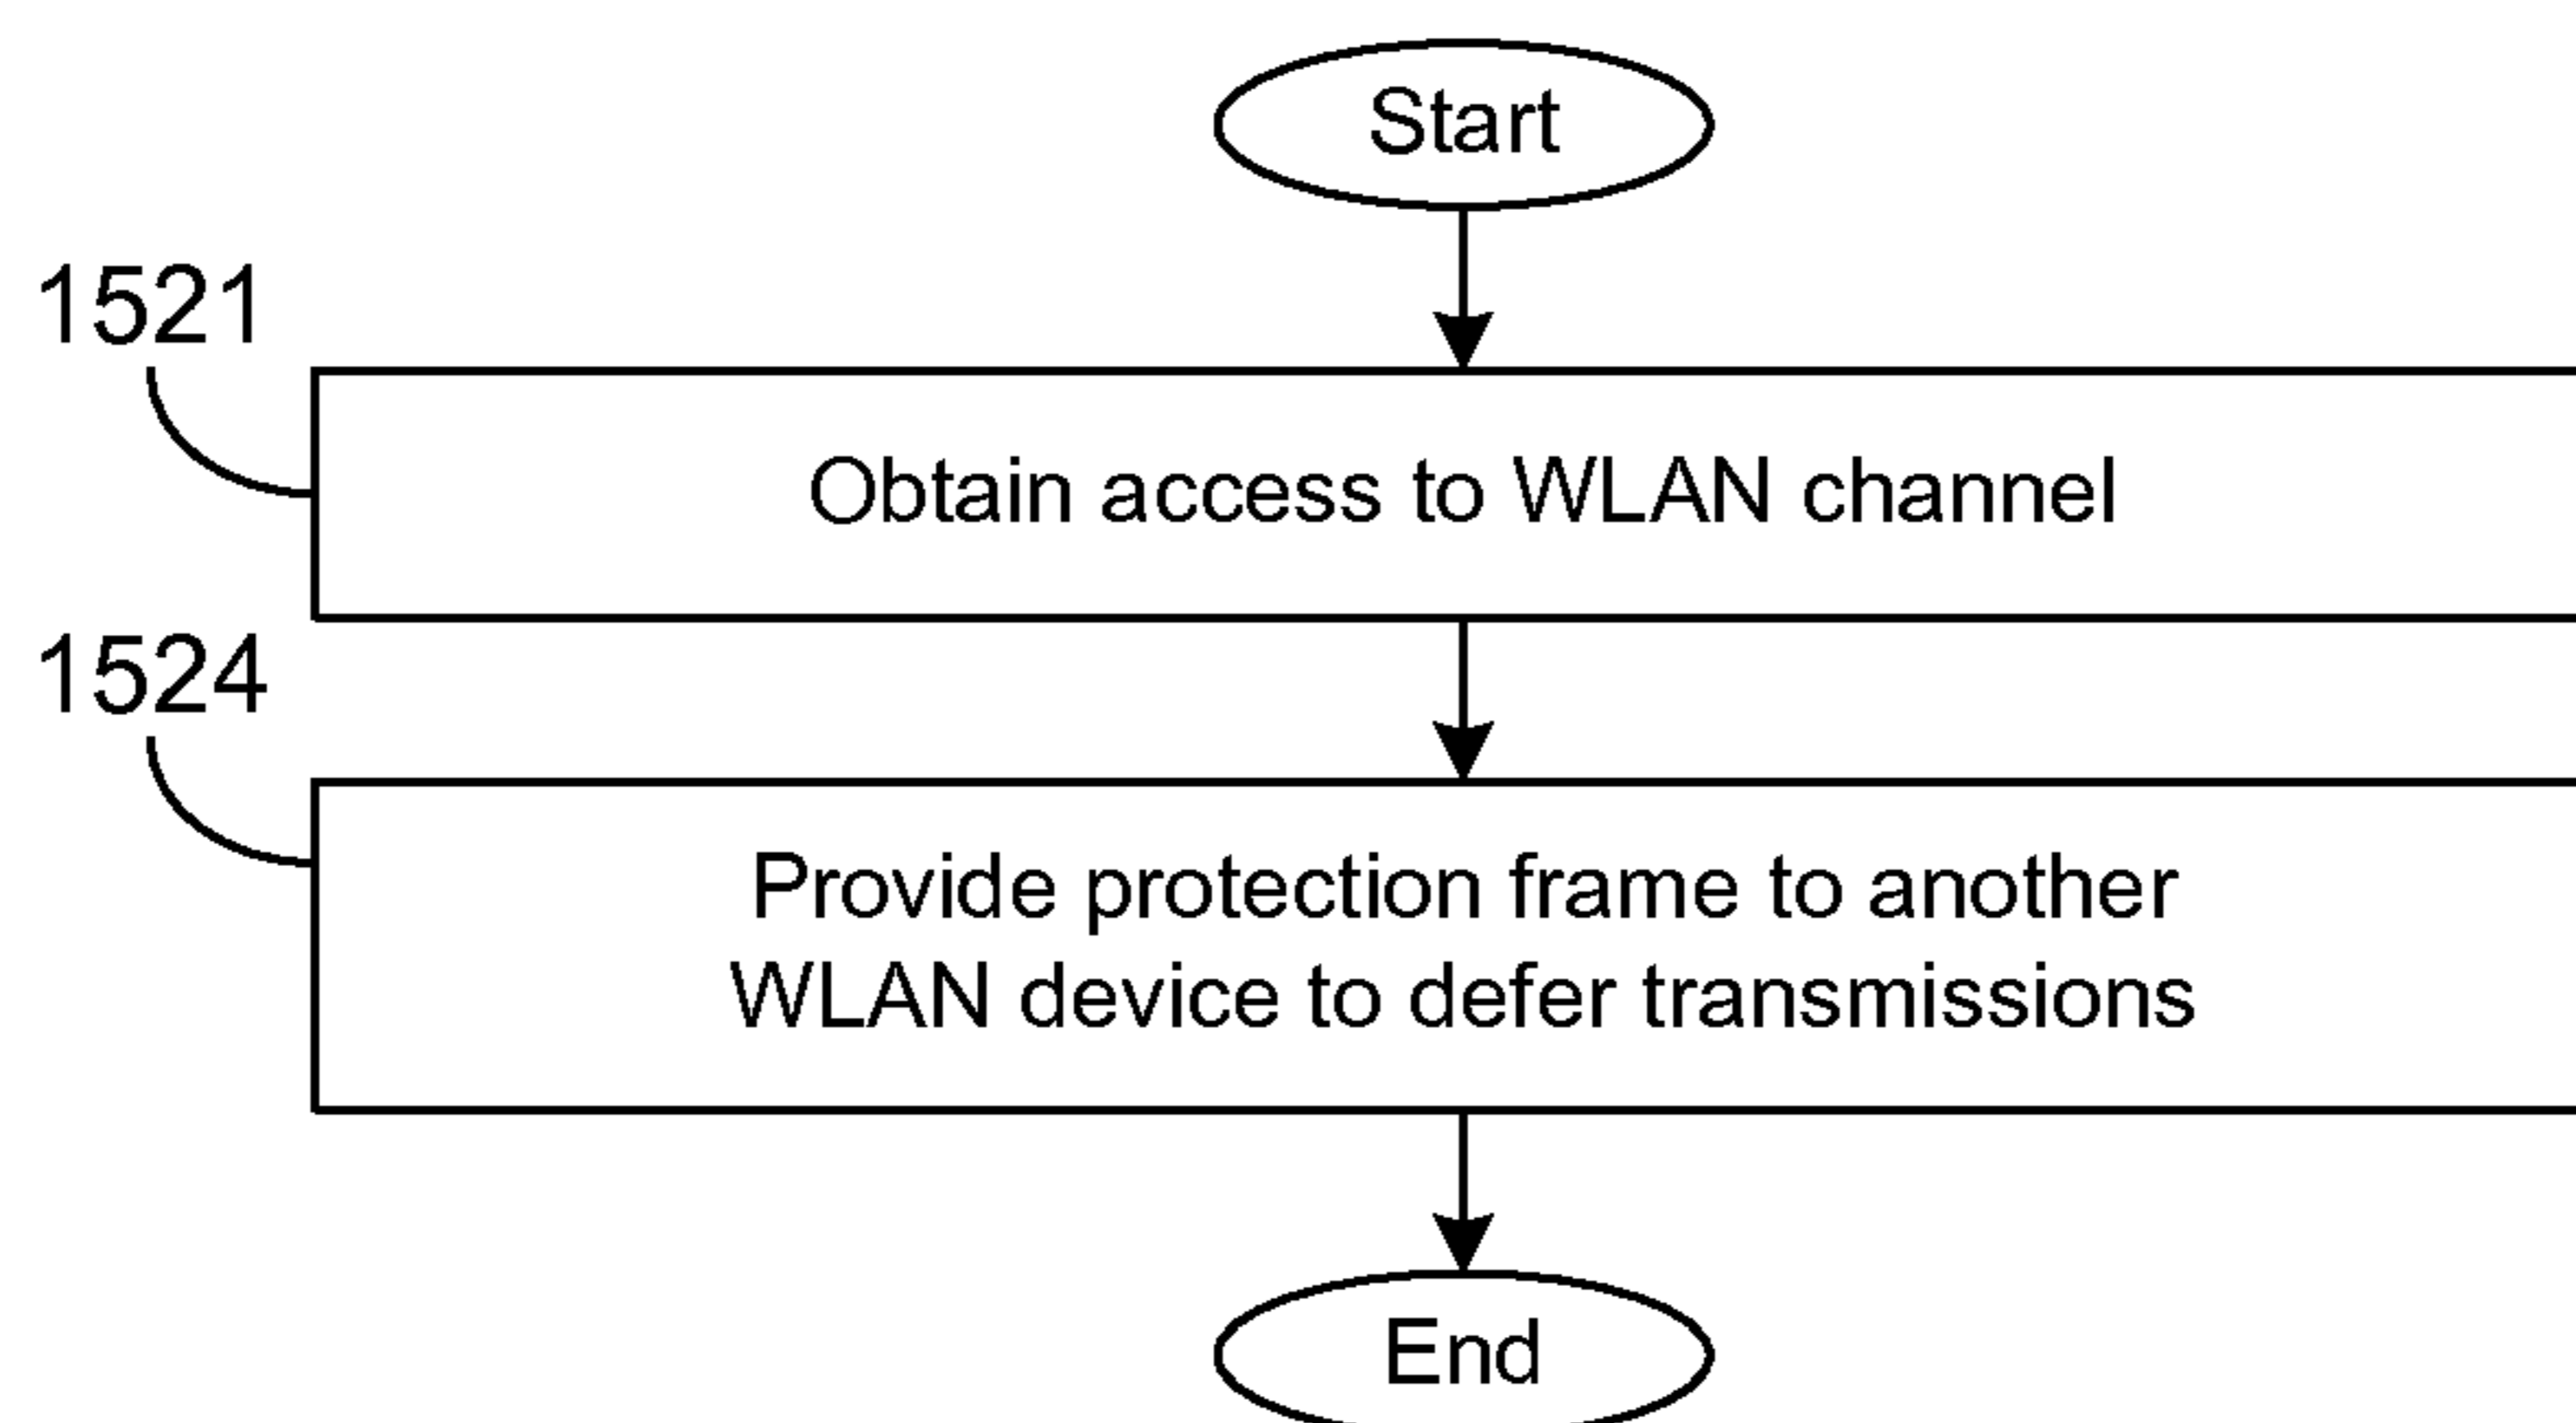 Start
1521
Obtain access to WLAN channel
1524
Provide protection frame to another
WLAN device to defer transmissions
End